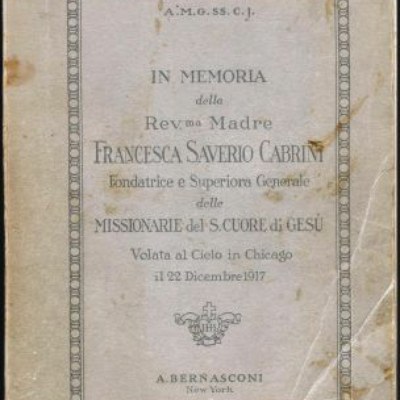 A.M.G.SS.C.J.
IN MEMORIA
della
Rev.ma Madre
FRANCESCA SAVERIO CABRINI
Fondatrice e Superiora Generale
delle
MISSIONARIE del S. CUORE di GESÙ
Volata al Cielo in Chicago
il 22 Dicembre 1917
IHS
A. BERNASCONI
New York